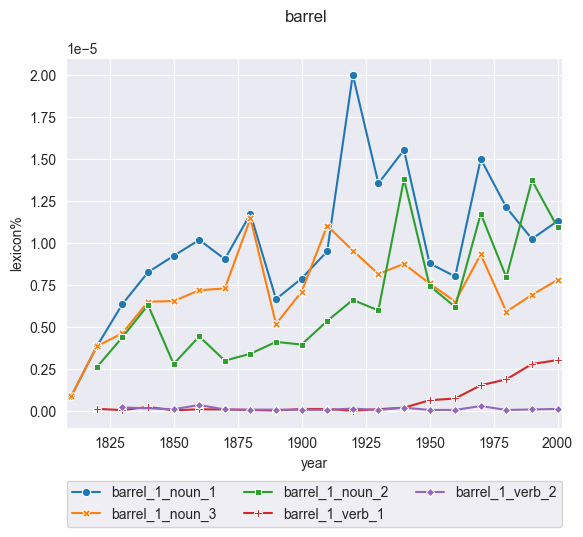 barrel
1e−5
2.00
1.75
1.50
1.25
1.00
0.75
0.50
0.25
0.00
lexicon%
1825 1850 1875 1900 1925 1950 1975 2000
year
barrel_1_noun_1 barrel_1_noun_2 barrel_1_verb_2
barrel_1_noun_3 barrel_1_verb_1